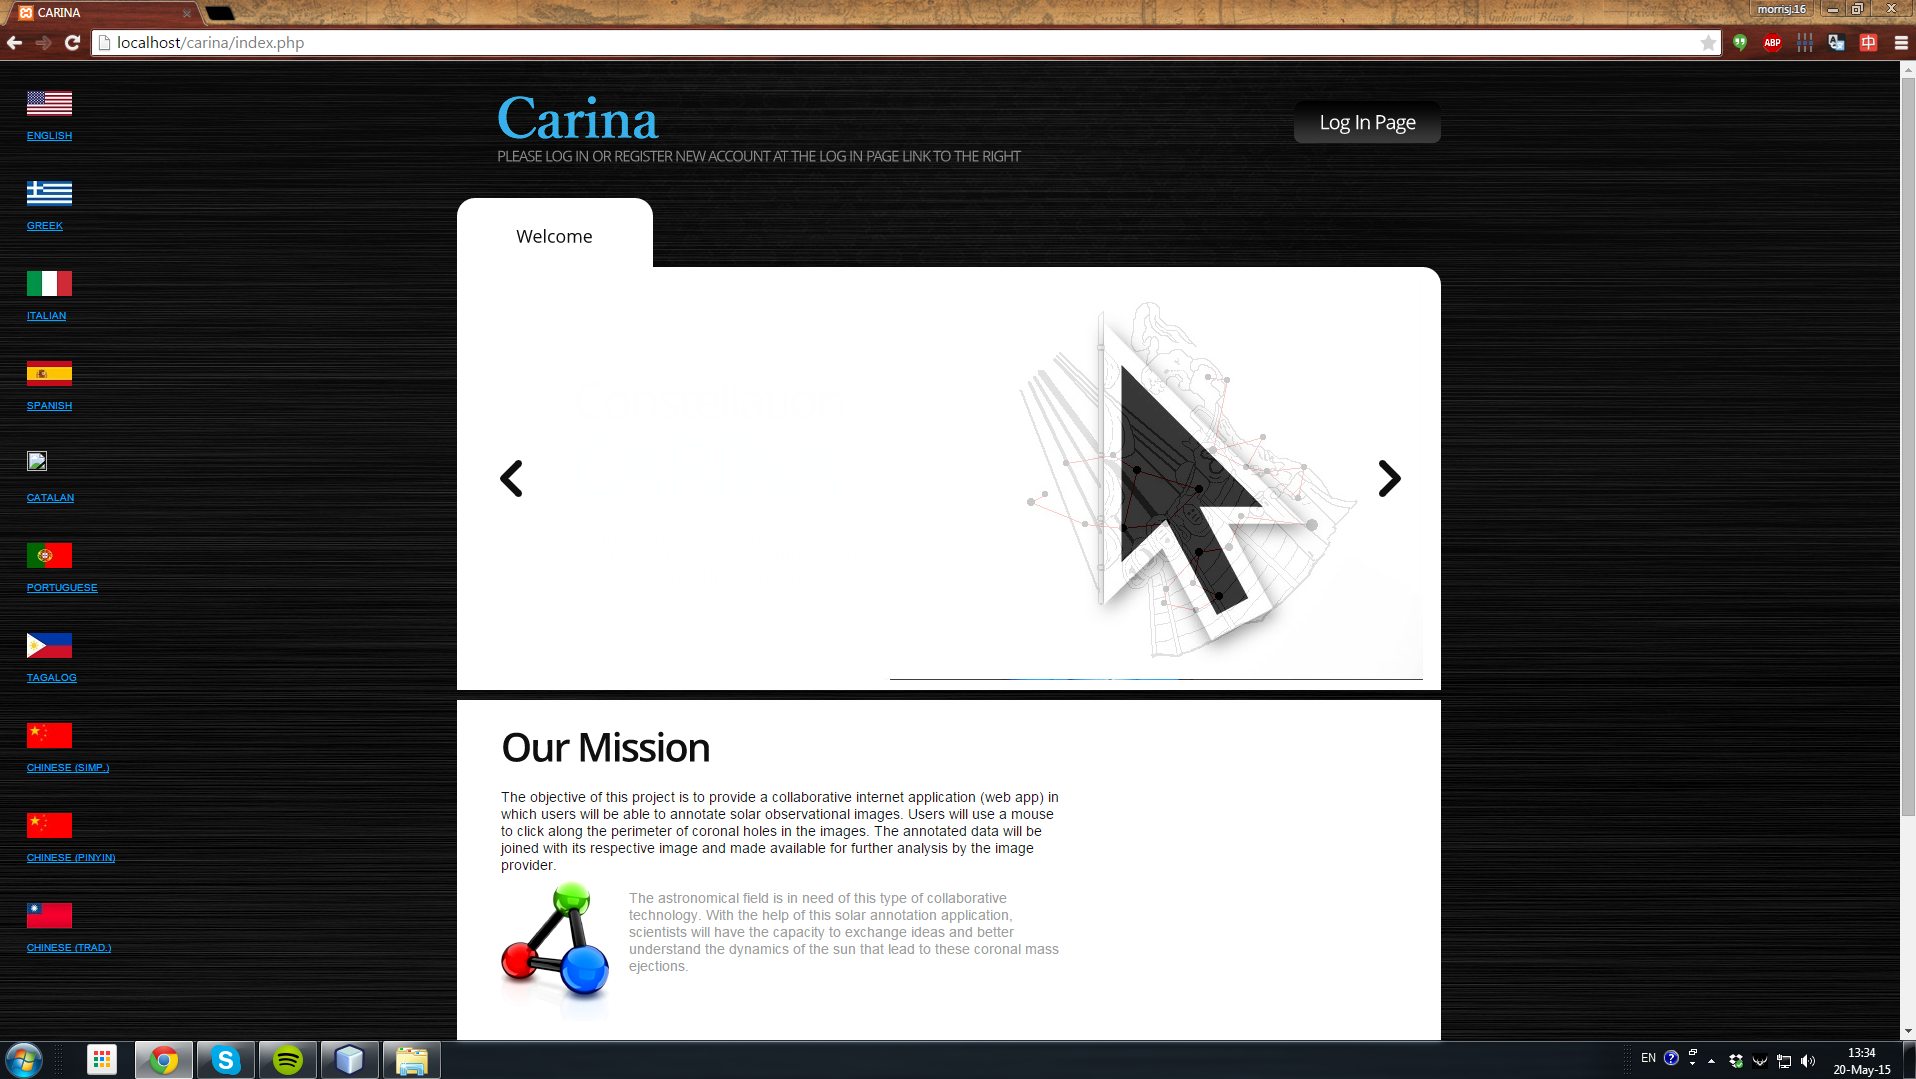 CARINA
morrisj.16
localhost/carina/index.php
ABP
中
ENGLISH
GREEK
ITALIAN
SPANISH
CATALAN
PORTUGUESE
TAGALOG
CHINESE (SIMP.)
CHINESE (PINYIN)
CHINESE (TRAD.)
Carina
PLEASE LOG IN OR REGISTER NEW ACCOUNT AT THE LOG IN PAGE LINK TO THE RIGHT
Log In Page
Welcome
Our Mission
The objective of this project is to provide a collaborative internet application (web app) in
which users will be able to annotate solar observational images. Users will use a mouse
to click along the perimeter of coronal holes in the images. The annotated data will be
joined with its respective image and made available for further analysis by the image
provider.
The astronomical field is in need of this type of collaborative
technology. With the help of this solar annotation application,
scientists will have the capacity to exchange ideas and better
understand the dynamics of the sun that lead to these coronal mass
ejections.
EN
13:34
20-May-15